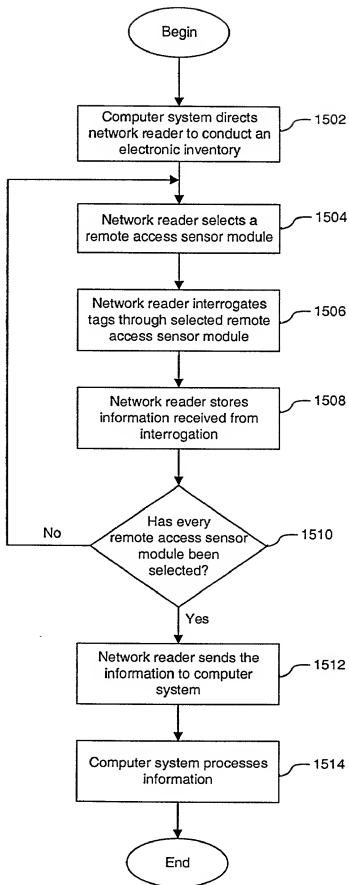 Begin
Computer system directs
network reader to conduct an
electronic inventory
1502
Network reader selects a
remote access sensor module
1504
Network reader interrogates
tags through selected remote
access sensor module
1506
Network reader stores
information received from
interrogation
1508
Has every
remote access sensor
module been
selected?
1510
No
Yes
Network reader sends the
information to computer
system
1512
Computer system processes
information
1514
End